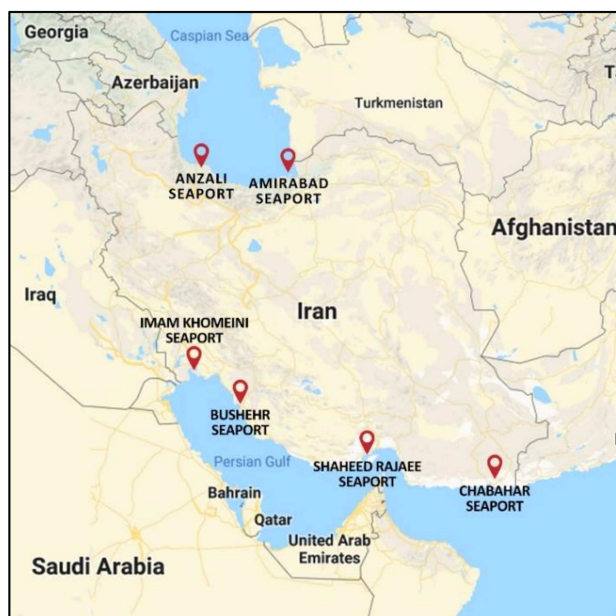 Georgia
Caspian Sea
Azerbaijan
T
Turkmenistan
ANZALI
SEAPORT
AMIRABAD
SEAPORT
Afghanistan
Iraq
Iran
IMAM KHOMEINI
SEAPORT
BUSHEHR
SEAPORT
Persian Gulf
SHAHEED RAJAEE
SEAPORT
CHABAHAR
SEAPORT
Bahrain
Qatar
United Arab
Emirates
Saudi Arabia